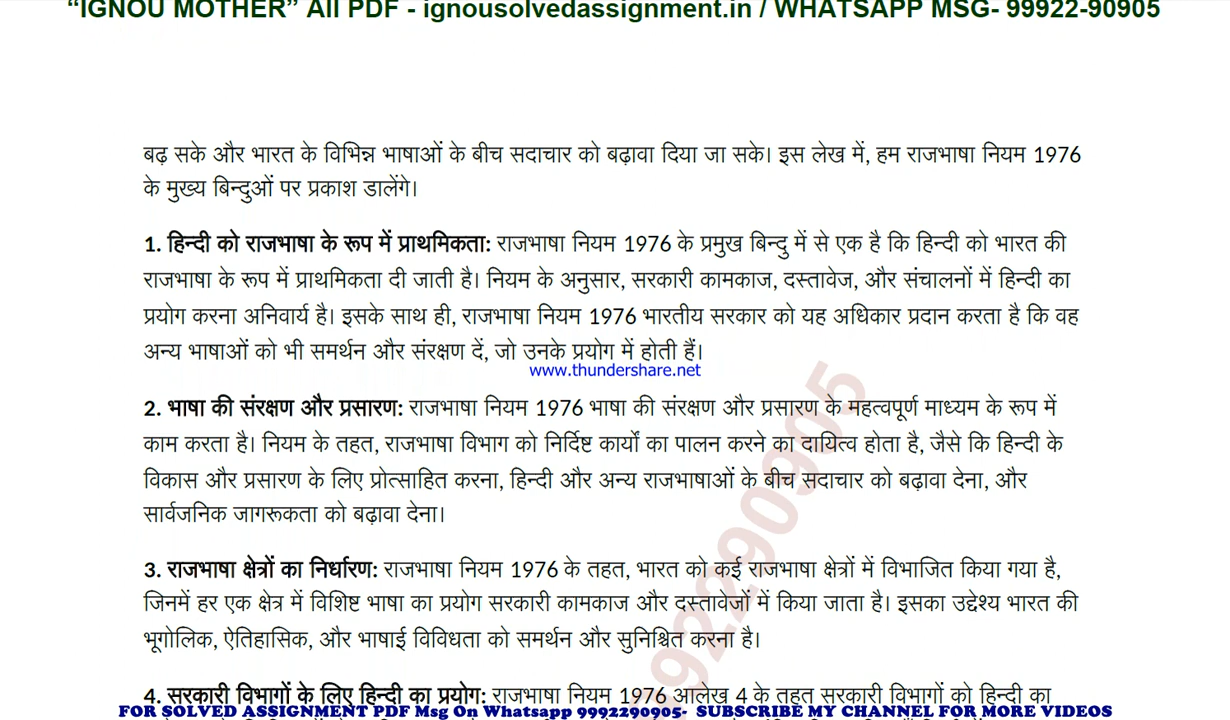 “IGNOU MOTHER” All PDF - ignousolvedassignment.in / WHATSAPP MSG- 99922-90905
बढ़ सके और भारत के विभिन्न भाषाओं के बीच सदाचार को बढ़ावा दिया जा सके। इस लेख में, हम राजभाषा नियम 1976
के मुख्य बिन्दुओं पर प्रकाश डालेंगे।
1. हिन्दी को राजभाषा के रूप में प्राथमिकता: राजभाषा नियम 1976 के प्रमुख बिन्दु में से एक है कि हिन्दी को भारत की
राजभाषा के रूप में प्राथमिकता दी जाती है। नियम के अनुसार, सरकारी कामकाज, दस्तावेज, और संचालनों में हिन्दी का
प्रयोग करना अनिवार्य है। इसके साथ ही, राजभाषा नियम 1976 भारतीय सरकार को यह अधिकार प्रदान करता है कि वह
अन्य भाषाओं को भी समर्थन और संरक्षण दें, जो उनके प्रयोग में होती हैं।
www.thundershare.net
2. भाषा की संरक्षण और प्रसारण: राजभाषा नियम 1976 भाषा की संरक्षण और प्रसारण के महत्वपूर्ण माध्यम के रूप में
काम करता है। नियम के तहत, राजभाषा विभाग को निर्दिष्ट कार्यों का पालन करने का दायित्व होता है, जैसे कि हिन्दी के
विकास और प्रसारण के लिए प्रोत्साहित करना, हिन्दी और अन्य राजभाषाओं के बीच सदाचार को बढ़ावा देना, और
सार्वजनिक जागरूकता को बढ़ावा देना।
3. राजभाषा क्षेत्रों का निर्धारण: राजभाषा नियम 1976 के तहत, भारत को कई राजभाषा क्षेत्रों में विभाजित किया गया है,
जिनमें हर एक क्षेत्र में विशिष्ट भाषा का प्रयोग सरकारी कामकाज और दस्तावेजों में किया जाता है। इसका उद्देश्य भारत की
भूगोलिक, ऐतिहासिक, और भाषाई विविधता को समर्थन और सुनिश्चित करना है।
922290905
4. सरकारी विभागों के लिए हिन्दी का प्रयोग: राजभाषा नियम 1976 आलेख 4 के तहत सरकारी विभागों को हिन्दी का
FOR SOLVED ASSIGNMENT PDF Msg On Whatsapp 9992290905- SUBSCRIBE MY CHANNEL FOR MORE VIDEOS